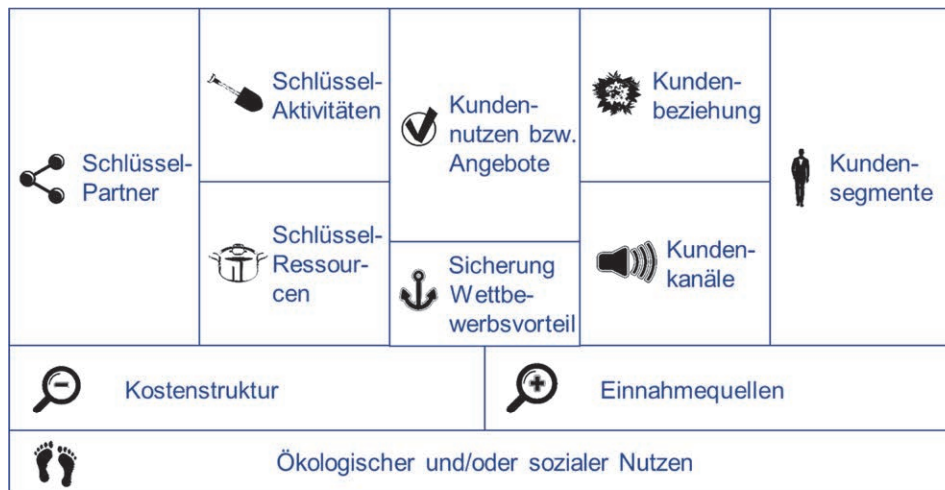 Schlüssel-
Partner
Schlüssel-
Aktivitäten
Schlüssel-
Ressour-
cen
Kunden-
nutzen bzw.
Angebote
Sicherung
Wettbe-
werbsvorteil
Kunden-
beziehung
Kunden-
kanäle
Kunden-
segmente
Kostenstruktur
Einnahmequellen
Ökologischer und/oder sozialer Nutzen